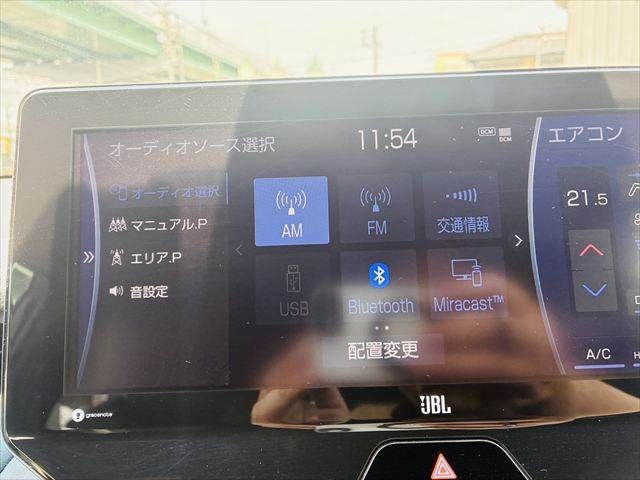 オーディオソース選択
11:54
DCM
DCM
エアコン
オーディオ選択
マニュアル.P
エリア.P
音設定
AM
FM
交通情報
USB
Bluetooth
Miracast™
配置変更
21.5
A/C
gracenote
JBL